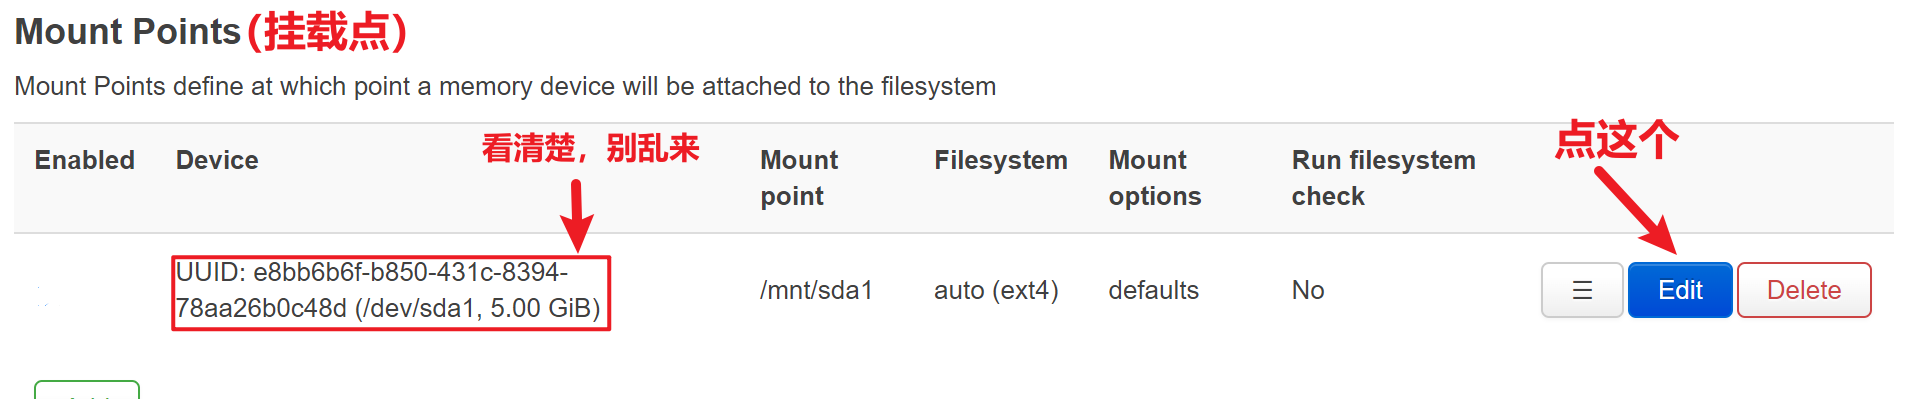 Mount Points(挂载点)
Mount Points define at which point a memory device will be attached to the filesystem
看清楚，别乱来
点这个
Enabled Device Mount point Filesystem Mount options Run filesystem check
UUID: e8bb6b6f-b850-431c-8394-
78aa26b0c48d (/dev/sda1, 5.00 GiB)
/mnt/sda1 auto (ext4) defaults No ☰ Edit Delete